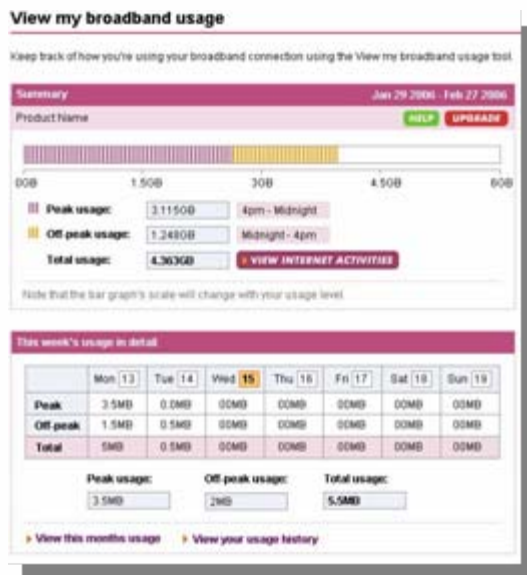 View my broadband usage
Keep track of how you're using your broadband connection using the View my broadband usage tool.
Summary Jan 29 2006 - Feb 27 2006
Product Name HELP UPGRADE
0GB 1.5GB 3GB 4.5GB 6GB
Peak usage: 3.115GB 4pm - Midnight
Off-peak usage: 1.248GB Midnight - 4pm
Total usage: 4.363GB VIEW INTERNET ACTIVITIES
Note that the bar graph's scale will change with your usage level.
This week's usage in detail
Mon 13 Tue 14 Wed 15 Thu 16 Fri 17 Sat 18 Sun 19
Peak 3.5MB 0.0MB 00MB 00MB 00MB 00MB 00MB
Off-peak 1.5MB 0.5MB 00MB 00MB 00MB 00MB 00MB
Total 5MB 0.5MB 00MB 00MB 00MB 00MB 00MB
Peak usage: Off-peak usage: Total usage:
3.5MB 2MB 5.5MB
View this months usage View your usage history